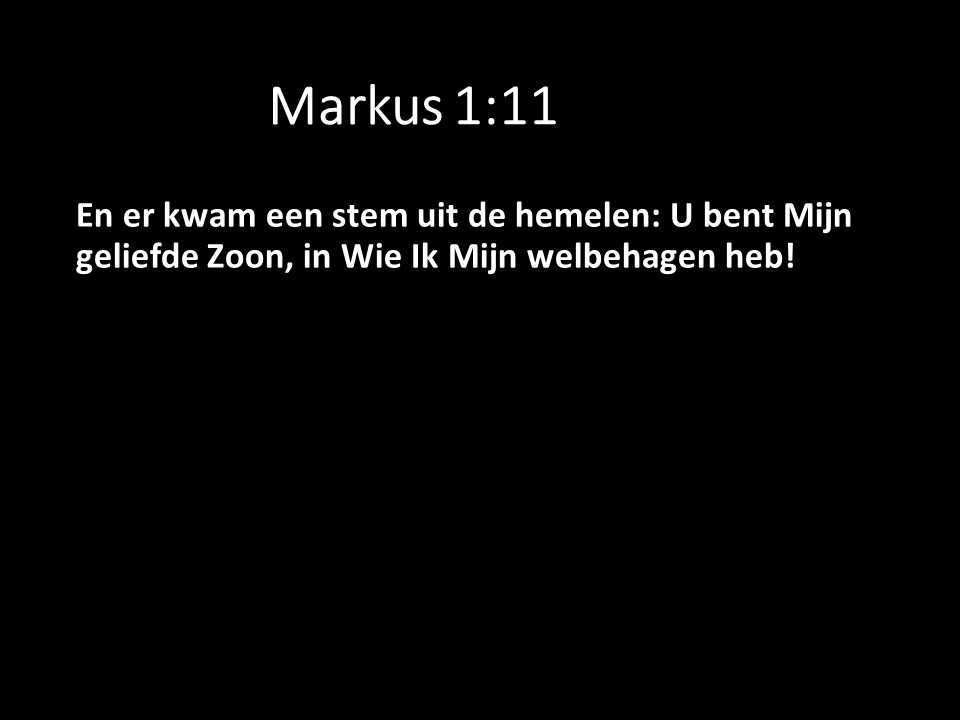 Markus 1:11
En er kwam een stem uit de hemelen: U bent Mijn
geliefde Zoon, in Wie Ik Mijn welbehagen heb!